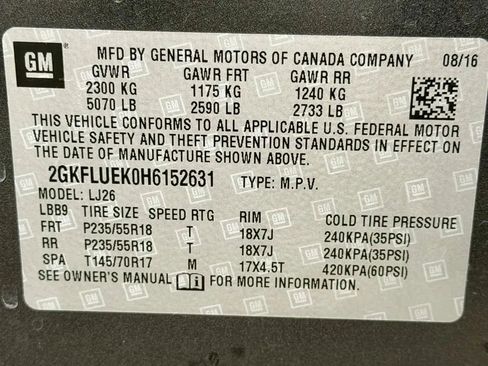 GM
MFD BY GENERAL MOTORS OF CANADA COMPANY 08/16
GVWR GAWR FRT GAWR RR
2300 KG 1175 KG 1240 KG
5070 LB 2590 LB 2733 LB
THIS VEHICLE CONFORMS TO ALL APPLICABLE U.S. FEDERAL MOTOR
VEHICLE SAFETY AND THEFT PREVENTION STANDARDS IN EFFECT ON
THE DATE OF MANUFACTURE SHOWN ABOVE.
2GKFLUEK0H6152631 TYPE: M.P.V.
MODEL: LJ26
LBB9 TIRE SIZE SPEED RTG RIM COLD TIRE PRESSURE
FRT P235/55R18 T 18X7J 240KPA(35PSI)
RR P235/55R18 T 18X7J 240KPA(35PSI)
SPA T145/70R17 M 17X4.5T 420KPA(60PSI)
SEE OWNER'S MANUAL FOR MORE INFORMATION.